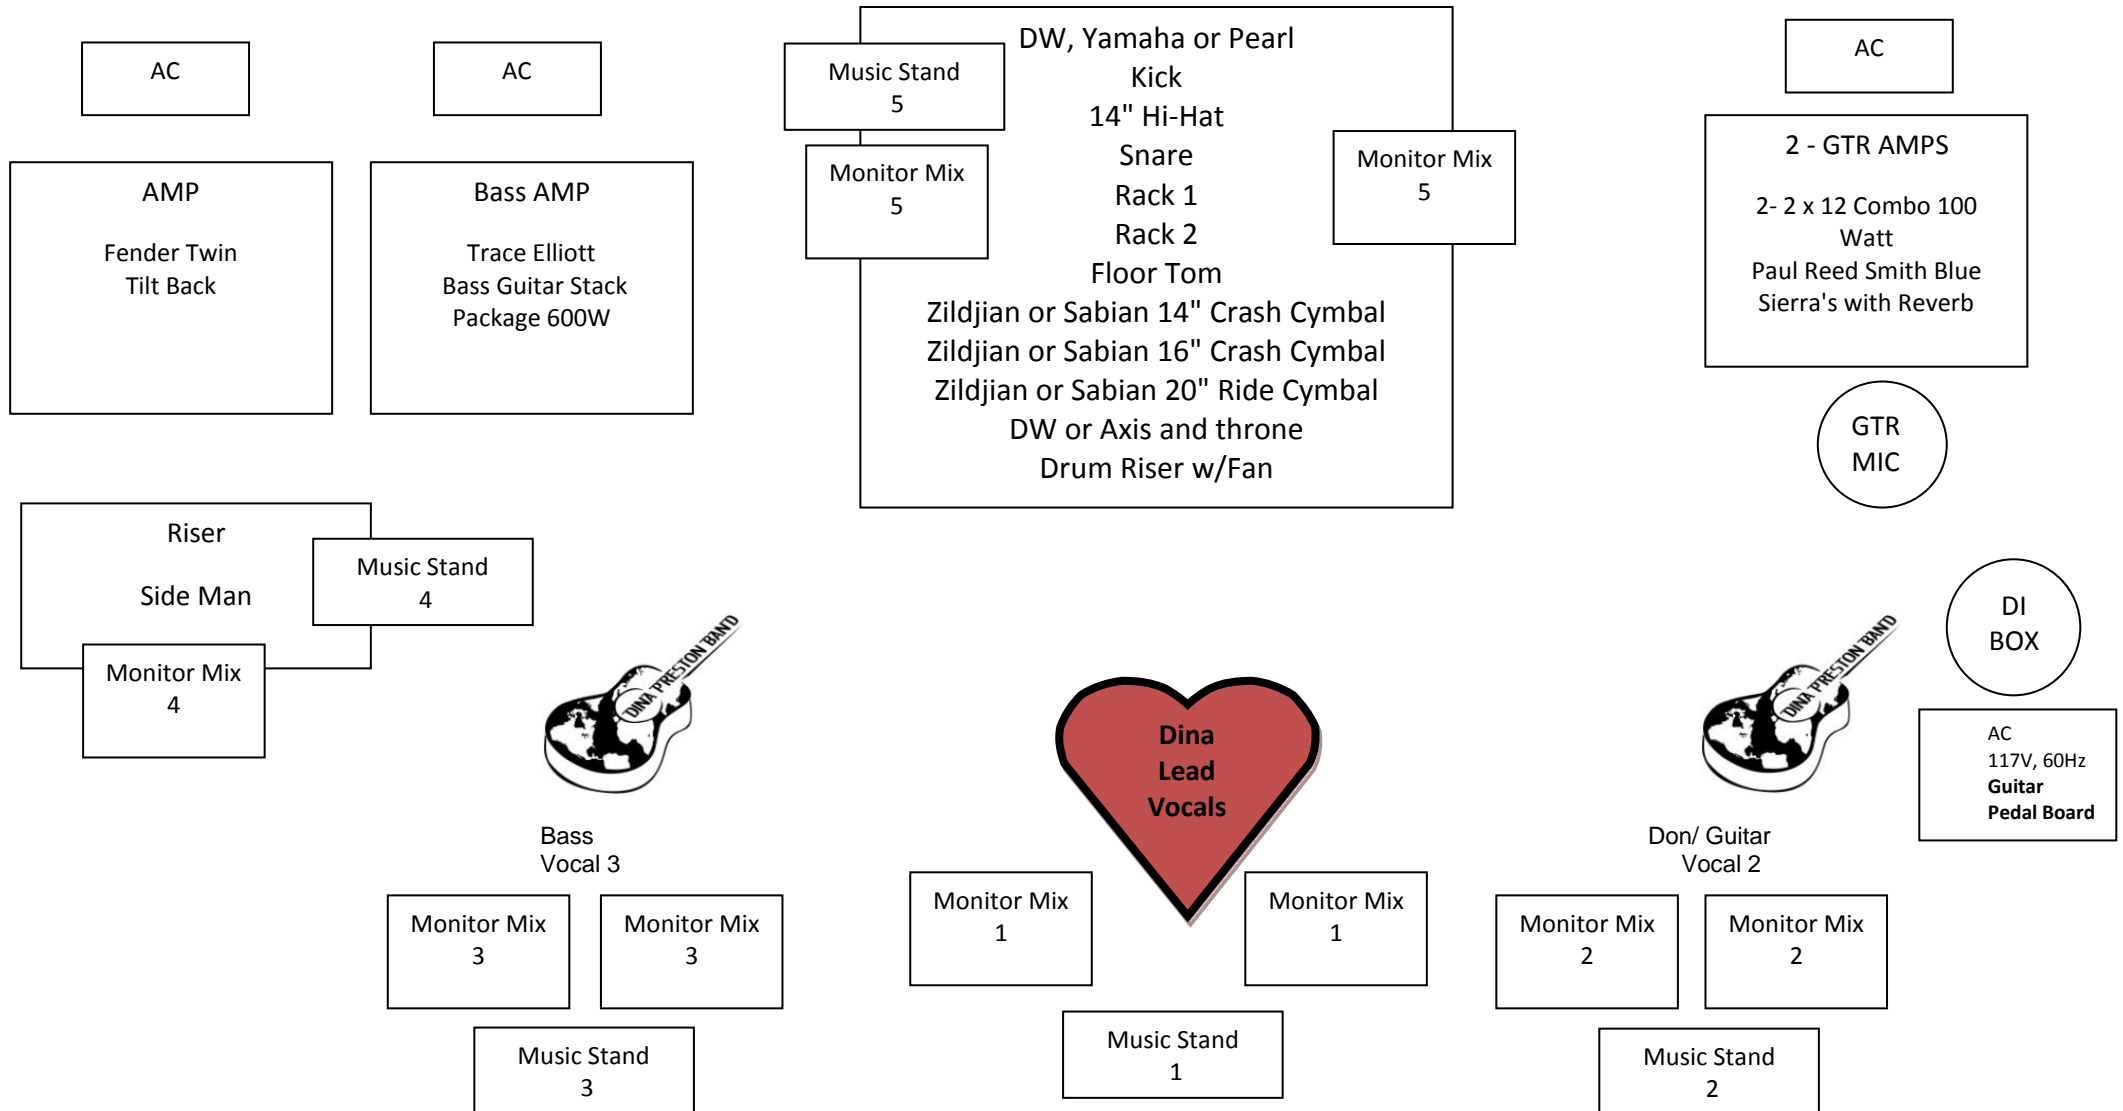 AC
AC
AC
Music Stand
5
DW, Yamaha or Pearl
Kick
14" Hi-Hat
Snare
Rack 1
Rack 2
Floor Tom
Zildjian or Sabian 14" Crash Cymbal
Zildjian or Sabian 16" Crash Cymbal
Zildjian or Sabian 20" Ride Cymbal
DW or Axis and throne
Drum Riser w/Fan
Monitor Mix
5
Monitor Mix
5
AMP
Fender Twin
Tilt Back
Bass AMP
Trace Elliott
Bass Guitar Stack
Package 600W
2 - GTR AMPS
2- 2 x 12 Combo 100
Watt
Paul Reed Smith Blue
Sierra's with Reverb
GTR
MIC
Riser
Side Man
Music Stand
4
Monitor Mix
4
DINA PRESTON BAND
Bass
Vocal 3
Dina
Lead
Vocals
DINA PRESTON BAND
Don/ Guitar
Vocal 2
DI
BOX
AC
117V, 60Hz
Guitar
Pedal Board
Monitor Mix
3
Monitor Mix
3
Monitor Mix
1
Monitor Mix
1
Monitor Mix
2
Monitor Mix
2
Music Stand
3
Music Stand
1
Music Stand
2